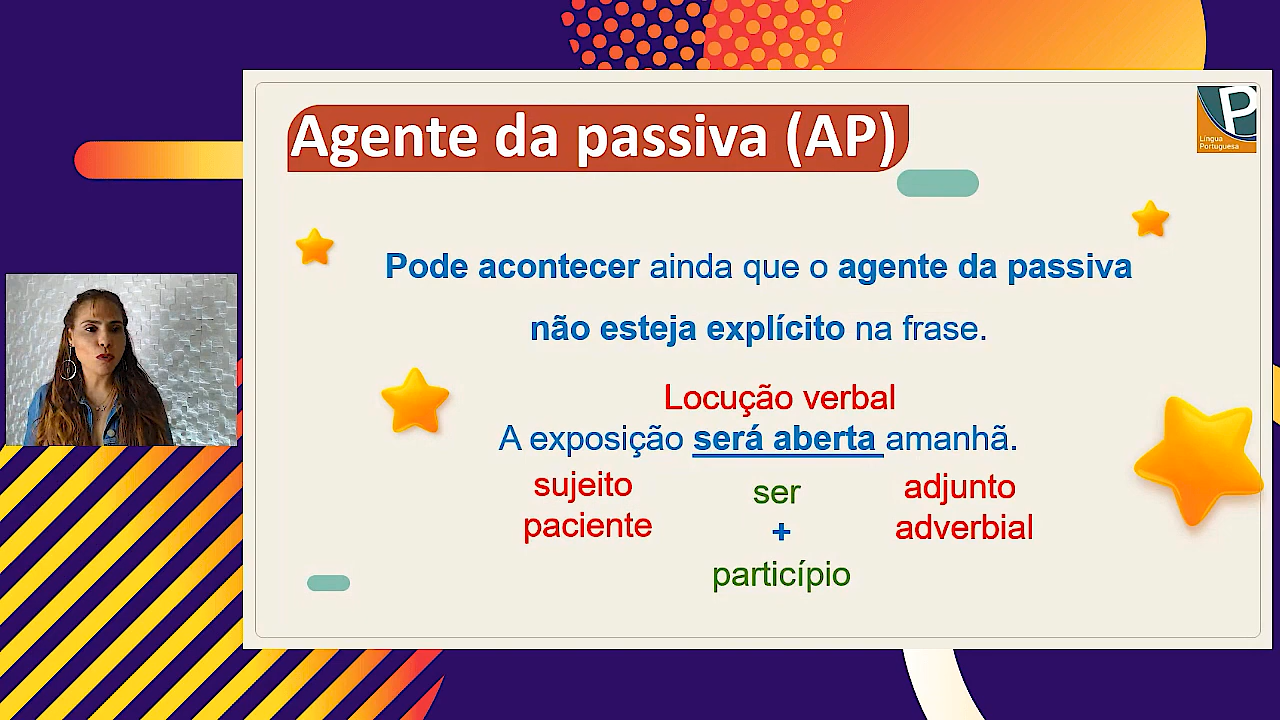 Agente da passiva (AP)
P
Língua
Portuguesa
Pode acontecer ainda que o agente da passiva
não esteja explícito na frase.
Locução verbal
A exposição será aberta amanhã.
sujeito
paciente
ser
+
particípio
adjunto
adverbial